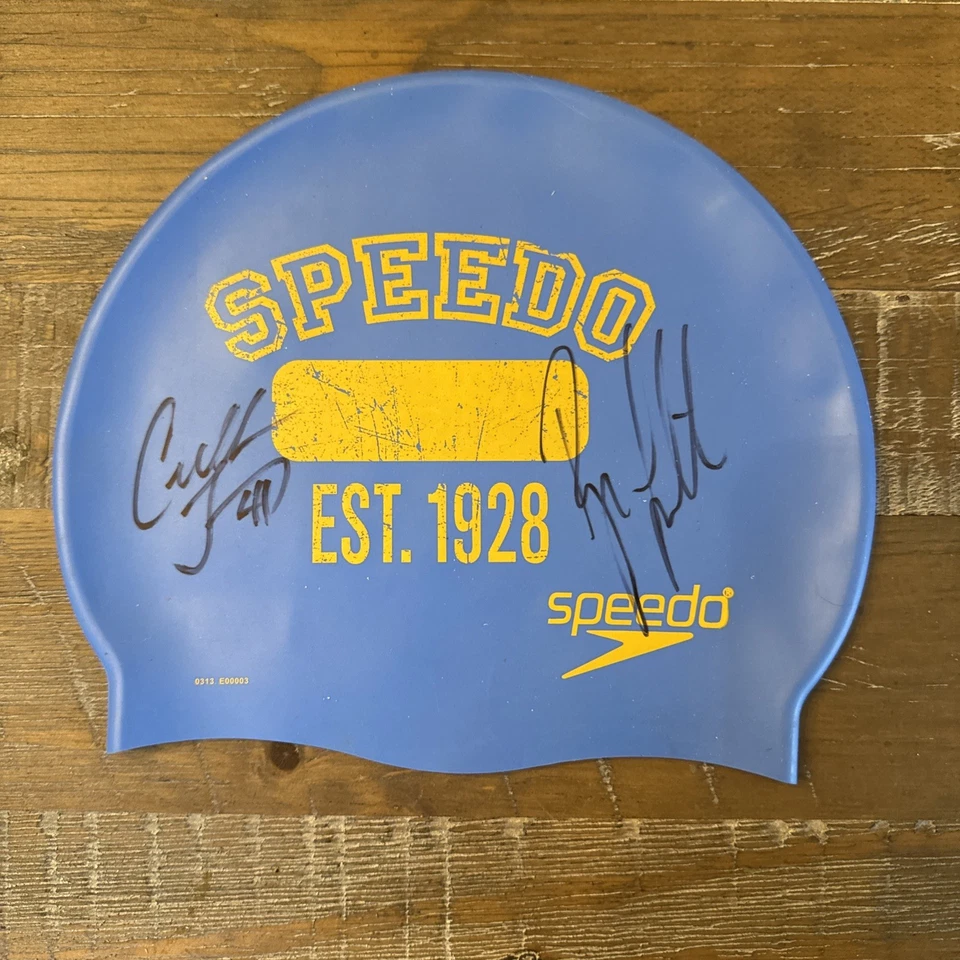 SPEEDO
EST. 1928
speedo®
0313 E00003